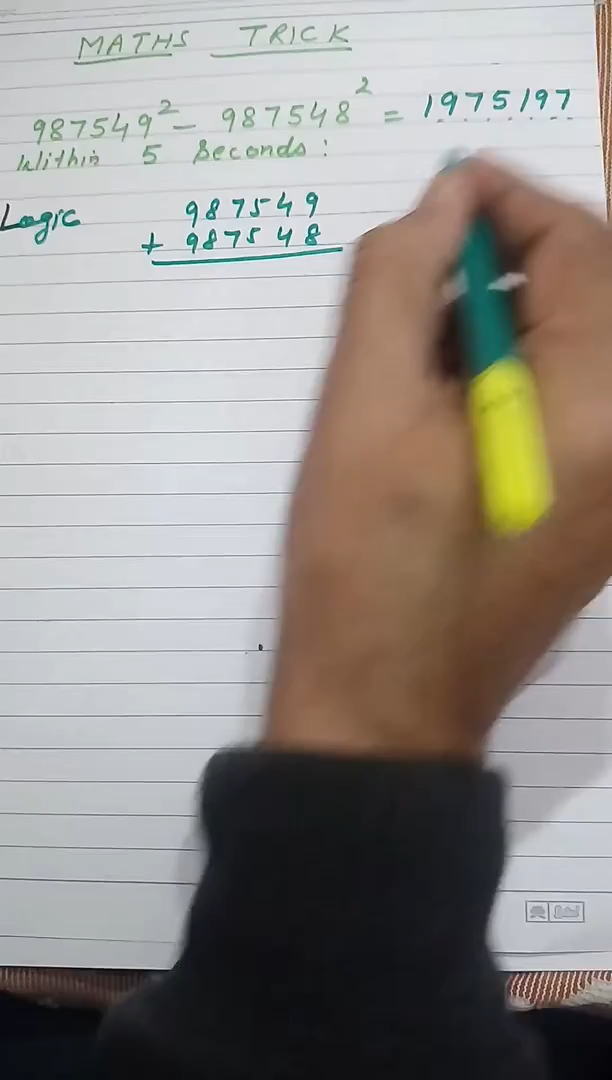 MATHS TRICK
987549² - 987548² = 1975197
Within 5 Seconds:
Logic
987549
+ 987548